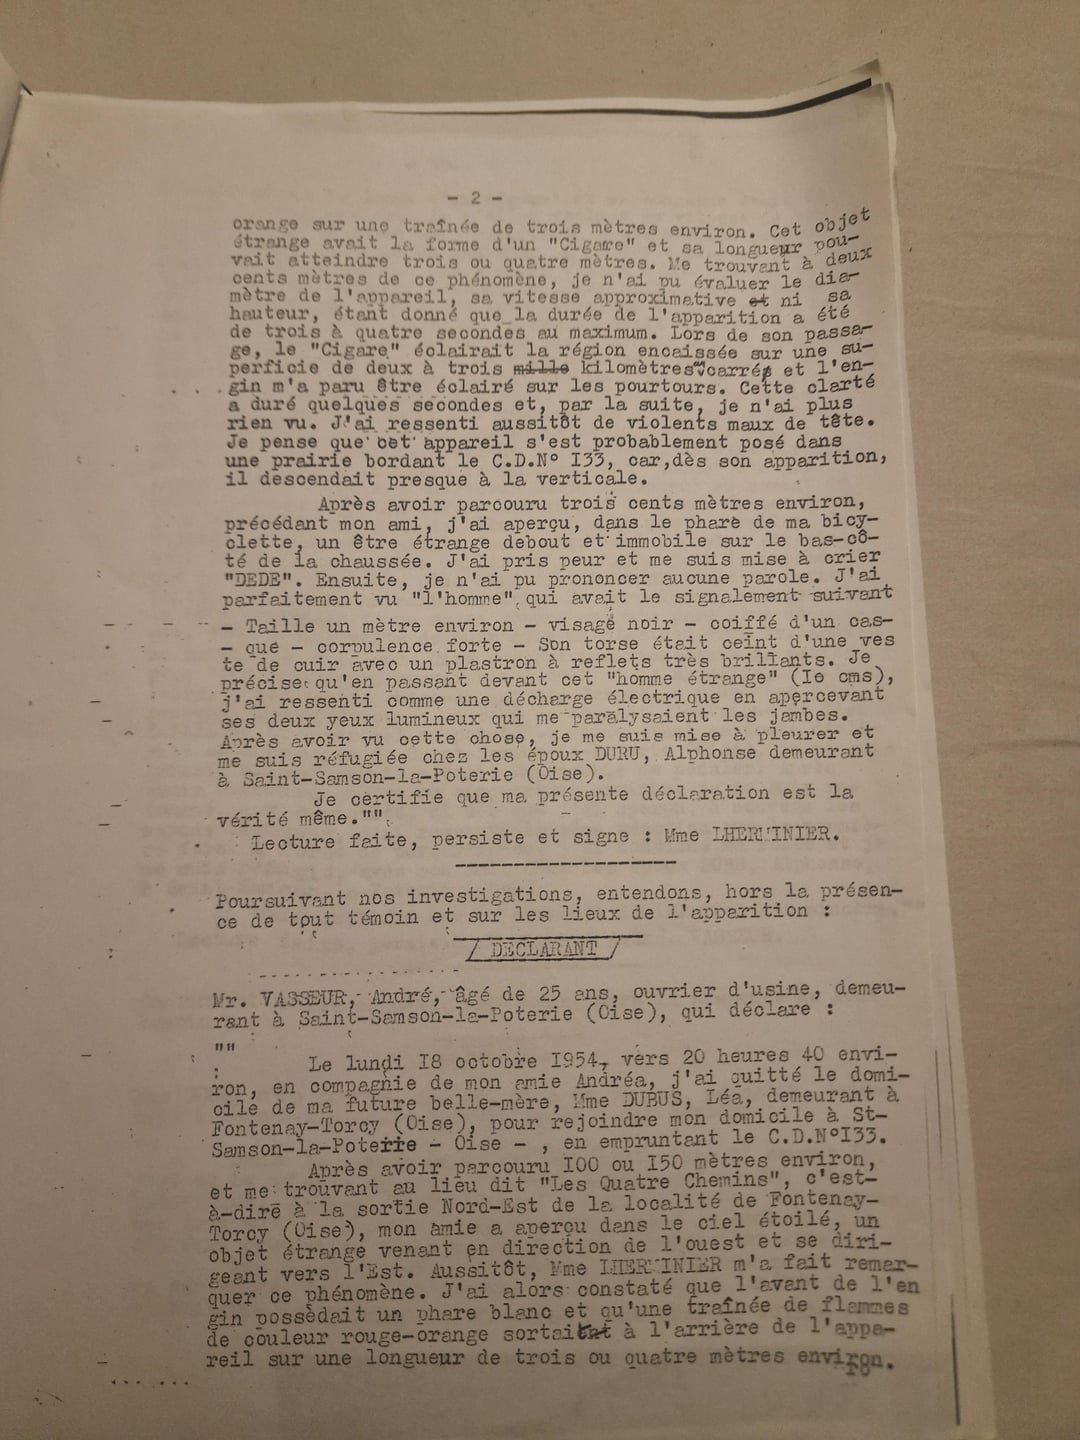 - 2 -
orange sur une traînée de trois mètres environ. Cet objet
étrange avait la forme d'un "Cigare" et sa longueur pou-
vait atteindre trois ou quatre mètres. Me trouvant à deux
cents mètres de ce phénomène, je n'ai pu évaluer le dia-
mètre de l'appareil, sa vitesse approximative et ni sa
hauteur, étant donné que la durée de l'apparition a été
de trois à quatre secondes au maximum. Lors de son passa-
ge, le "Cigare" éclairait la région encaissée sur une su-
perficie de deux à trois mille kilomètres carrés et l'en-
gin m'a paru être éclairé sur les pourtours. Cette clarté
a duré quelques secondes et, par la suite, je n'ai plus
rien vu. J'ai ressenti aussitôt de violents maux de tête.
Je pense que cet appareil s'est probablement posé dans
une prairie bordant le C.D.N° I33, car,dès son apparition,
il descendait presque à la verticale.
Après avoir parcouru trois cents mètres environ,
précédant mon ami, j'ai aperçu, dans le phare de ma bicy-
clette, un être étrange debout et immobile sur le bas-cô-
té de la chaussée. J'ai pris peur et me suis mise à crier
"DEDE". Ensuite, je n'ai pu prononcer aucune parole. J'ai
parfaitement vu "l'homme" qui avait le signalement suivant
- Taille un mètre environ - visage noir - coiffé d'un cas-
- que - corpulence forte - Son torse était ceint d'une ves
te de cuir avec un plastron à reflets très brillants. Je
précise qu'en passant devant cet "homme étrange" (Io cms),
j'ai ressenti comme une décharge électrique en apercevant
ses deux yeux lumineux qui me paralysaient les jambes.
Après avoir vu cette chose, je me suis mise à pleurer et
me suis réfugiée chez les époux DURU, Alphonse demeurant
à Saint-Samson-la-Poterie (Oise).
Je certifie que ma présente déclaration est la
vérité même."".
Lecture faite, persiste et signe : Mme LHERMINIER.
Poursuivant nos investigations, entendons, hors la présen-
ce de tout témoin et sur les lieux de l'apparition :
/ DECLARANT /
Mr. VASSEUR, André, âgé de 25 ans, ouvrier d'usine, demeu-
rant à Saint-Samson-la-Poterie (Oise), qui déclare :
""
Le lundi I8 octobre I954, vers 20 heures 40 envi-
ron, en compagnie de mon amie Andréa, j'ai quitté le domi-
cile de ma future belle-mère, Mme DUBUS, Léa, demeurant à
Fontenay-Torcy (Oise), pour rejoindre mon domicile à St-
Samson-la-Poterie - Oise - , en empruntant le C.D.N°I33.
Après avoir parcouru I00 ou I50 mètres environ,
et me trouvant au lieu dit "Les Quatre Chemins", c'est-
à-dire à la sortie Nord-Est de la localité de Fontenay-
Torcy (Oise), mon amie a aperçu dans le ciel étoilé, un
objet étrange venant en direction de l'ouest et se diri-
geant vers l'Est. Aussitôt, Mme LHERMINIER m'a fait remar-
quer ce phénomène. J'ai alors constaté que l'avant de l'en
gin possèdait un phare blanc et qu'une traînée de flammes
de couleur rouge-orange sortait à l'arrière de l'appa-
reil sur une longueur de trois ou quatre mètres environ.